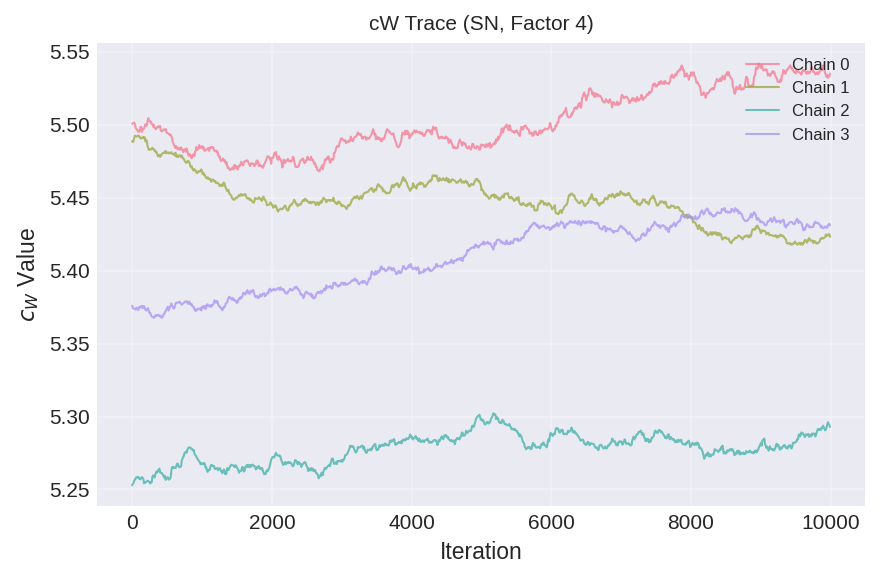 cW Trace (SN, Factor 4)
5.55
5.50
5.45
5.40
5.35
5.30
5.25
c_W Value
Chain 0
Chain 1
Chain 2
Chain 3
0 2000 4000 6000 8000 10000
Iteration